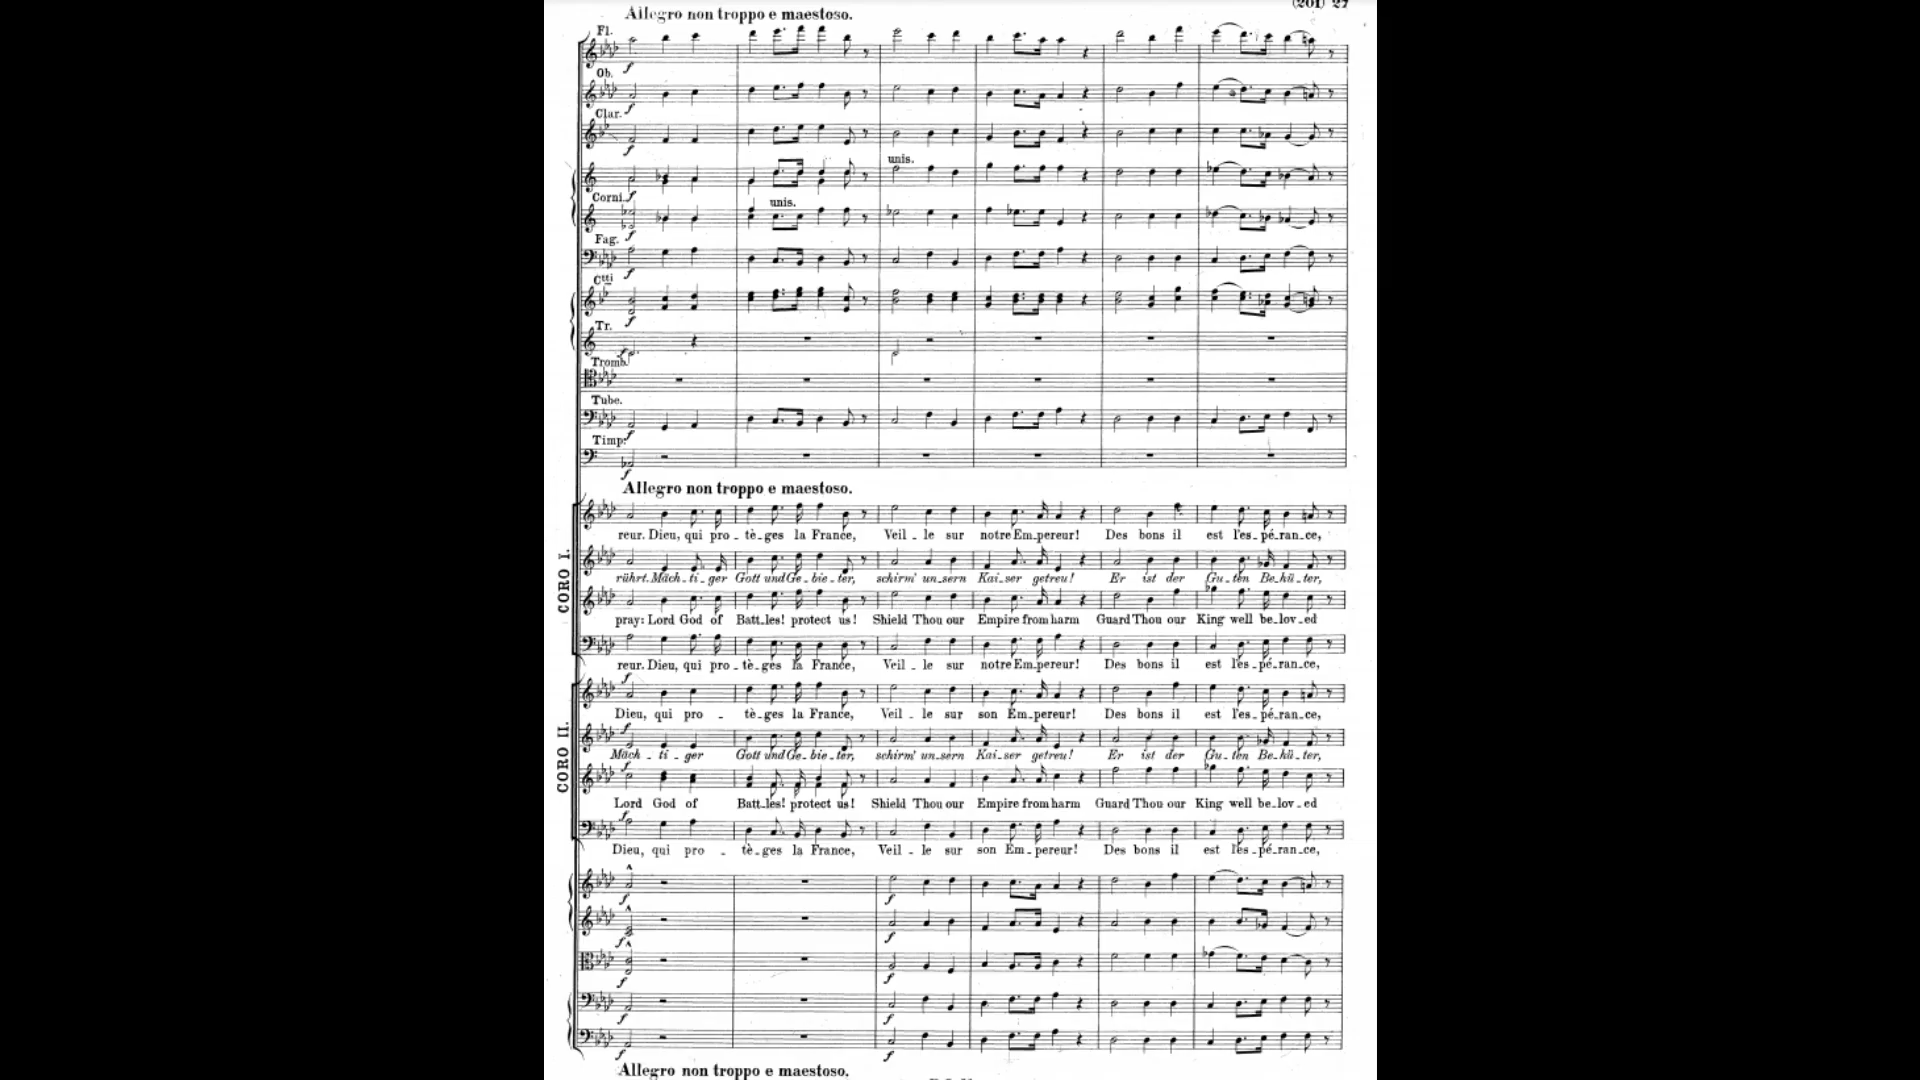 (201) 27
Allegro non troppo e maestoso.
Fl.
f
Ob.
f
Clar.
f
unis.
Corni.
f
unis.
f
Fag.
f
Ctti
f
Tr.
f
Tromb.
Tube.
f
Timp.
f
Allegro non troppo e maestoso.
CORO I.
reur. Dieu, qui pro - tè - ges la France, Veil - le sur notre Em - pereur! Des bons il est l'es - pé - ran - ce,
rührt. Mäch - ti - ger Gott und Ge - bie - ter, schirm' un - sern Kai - ser getreu! Er ist der Gu - ten Be - hü - ter,
pray: Lord God of Batt - les! protect us! Shield Thou our Empire from harm Guard Thou our King well be - lov - ed
reur. Dieu, qui pro - tè - ges la France, Veil - le sur notre Em - pereur! Des bons il est l'es - pé - ran - ce,
CORO II.
f
Dieu, qui pro - tè - ges la France, Veil - le sur son Em - pereur! Des bons il est l'es - pé - ran - ce,
f
Mäch - ti - ger Gott und Ge - bie - ter, schirm' un - sern Kai - ser getreu! Er ist der Gu - ten Be - hü - ter,
f
Lord God of Batt - les! protect us! Shield Thou our Empire from harm Guard Thou our King well be - lov - ed
f
Dieu, qui pro - tè - ges la France, Veil - le sur son Em - pereur! Des bons il est l'es - pé - ran - ce,
f f
f f
f f
f f
f f
Allegro non troppo e maestoso.